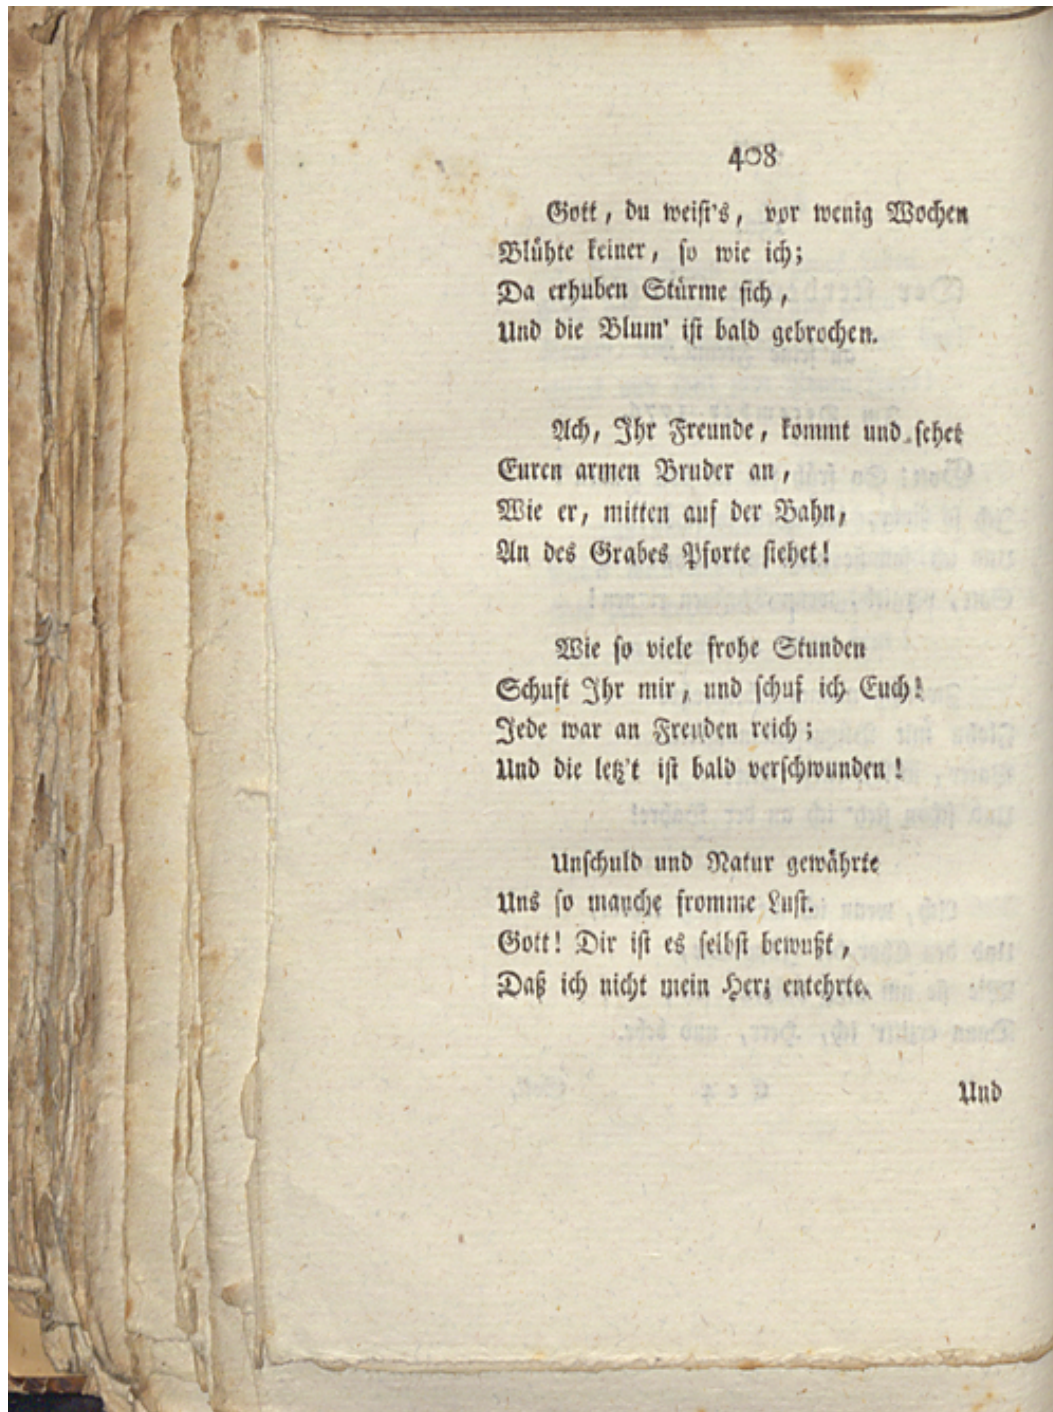 408
Gott, du weiſt's, vor wenig Wochen
Blühte keiner, ſo wie ich;
Da erhuben Stürme ſich,
Und die Blum' iſt bald gebrochen.
Ach, Ihr Freunde, kommt und ſehet
Euren armen Bruder an,
Wie er, mitten auf der Bahn,
An des Grabes Pforte ſtehet!
Wie ſo viele frohe Stunden
Schuft Ihr mir, und ſchuf ich Euch!
Jede war an Freuden reich;
Und die letz't iſt bald verſchwunden!
Unſchuld und Natur gewährte
Uns ſo manche fromme Luſt.
Gott! Dir iſt es ſelbſt bewußt,
Daß ich nicht mein Herz entehrte.
Und